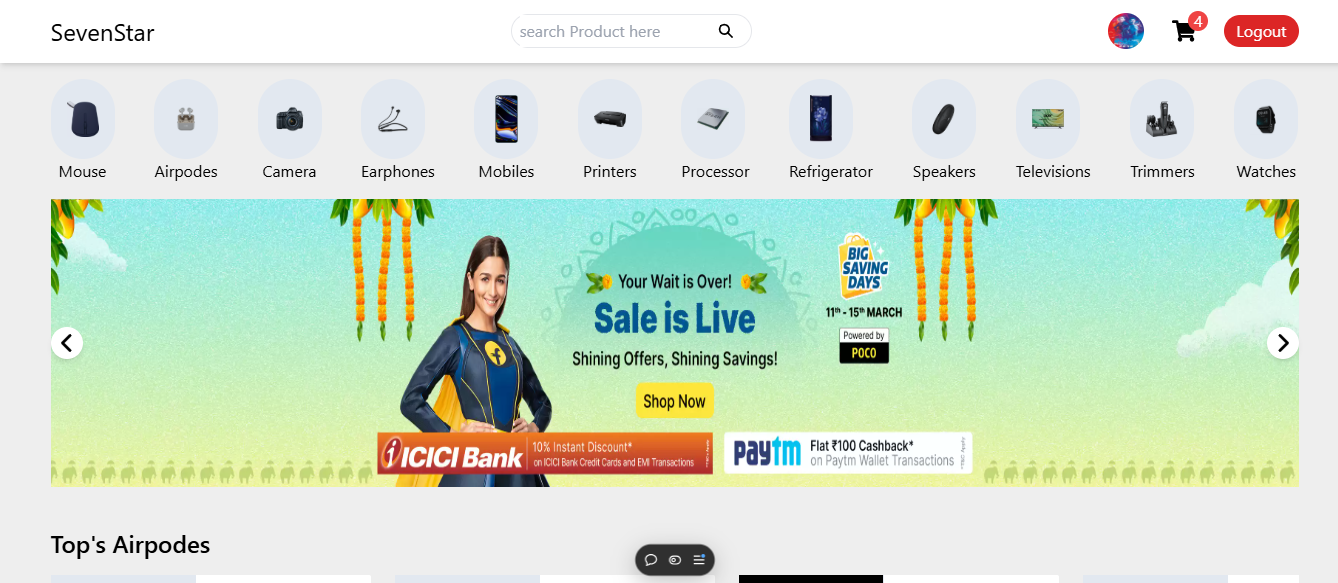 SevenStar
search Product here
4
Logout
Mouse
Airpodes
Camera
Earphones
Mobiles
Printers
Processor
Refrigerator
Speakers
Televisions
Trimmers
Watches
Your Wait is Over!
Sale is Live
Shining Offers, Shining Savings!
Shop Now
BIG
SAVING
DAYS
11th - 15th MARCH
Powered by
POCO
ICICI Bank
10% Instant Discount*
on ICICI Bank Credit Cards and EMI Transactions
paytm
Flat ₹100 Cashback*
on Paytm Wallet Transactions
Top's Airpodes